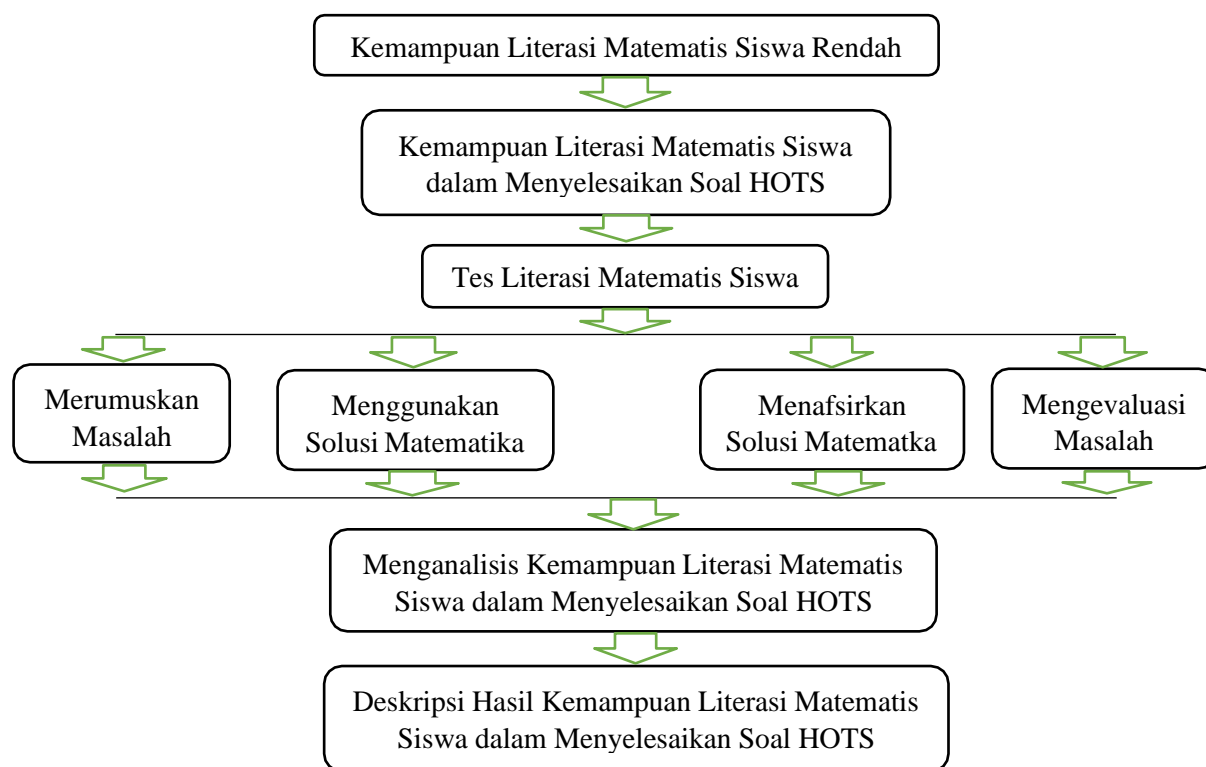 Kemampuan Literasi Matematis Siswa Rendah
Kemampuan Literasi Matematis Siswa
dalam Menyelesaikan Soal HOTS
Tes Literasi Matematis Siswa
Merumuskan
Masalah
Menggunakan
Solusi Matematika
Menafsirkan
Solusi Matematka
Mengevaluasi
Masalah
Menganalisis Kemampuan Literasi Matematis
Siswa dalam Menyelesaikan Soal HOTS
Deskripsi Hasil Kemampuan Literasi Matematis
Siswa dalam Menyelesaikan Soal HOTS